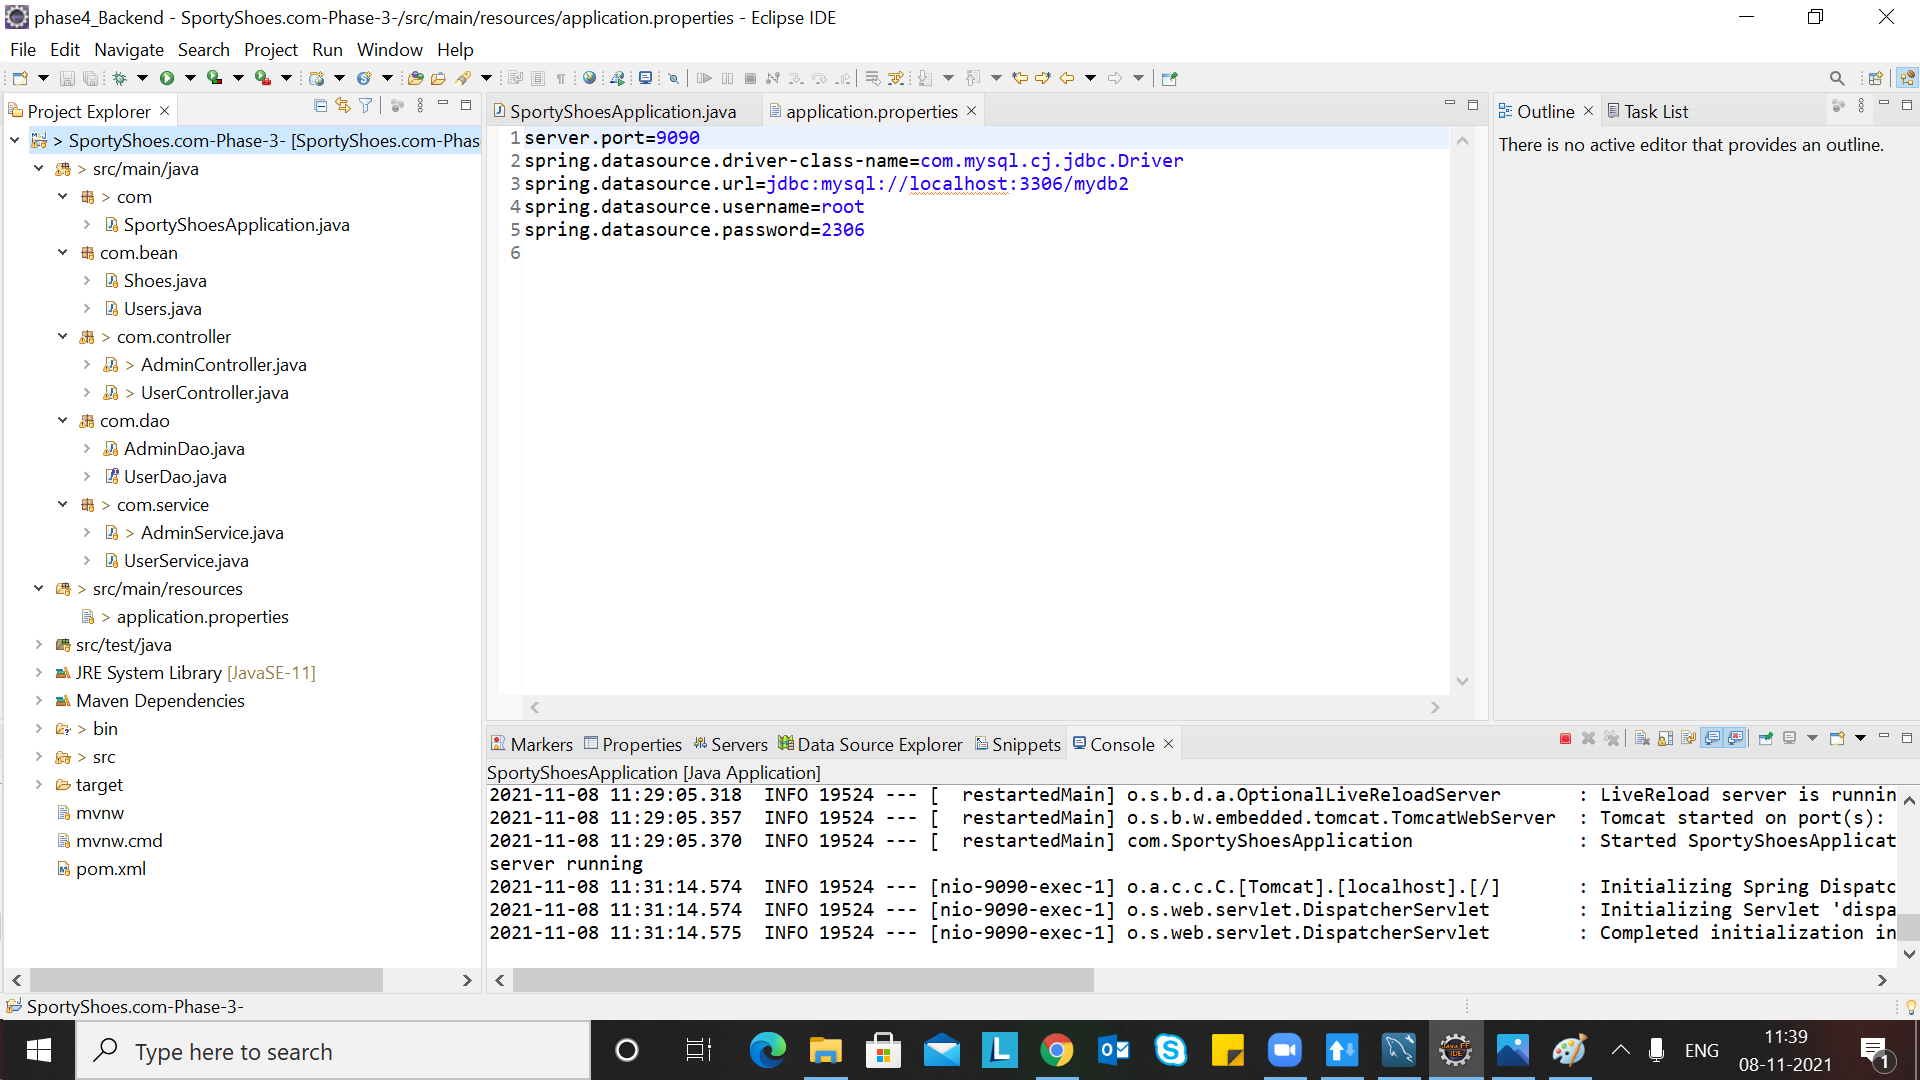 phase4_Backend - SportyShoes.com-Phase-3-/src/main/resources/application.properties - Eclipse IDE
File Edit Navigate Search Project Run Window Help
Project Explorer
SportyShoesApplication.java
application.properties
Outline
Task List
> SportyShoes.com-Phase-3- [SportyShoes.com-Phas
> src/main/java
> com
SportyShoesApplication.java
com.bean
Shoes.java
Users.java
> com.controller
> AdminController.java
> UserController.java
com.dao
AdminDao.java
UserDao.java
> com.service
> AdminService.java
UserService.java
> src/main/resources
> application.properties
src/test/java
JRE System Library [JavaSE-11]
Maven Dependencies
> bin
> src
target
mvnw
mvnw.cmd
pom.xml
1 server.port=9090
2 spring.datasource.driver-class-name=com.mysql.cj.jdbc.Driver
3 spring.datasource.url=jdbc:mysql://localhost:3306/mydb2
4 spring.datasource.username=root
5 spring.datasource.password=2306
6
There is no active editor that provides an outline.
Markers Properties Servers Data Source Explorer Snippets Console
SportyShoesApplication [Java Application]
2021-11-08 11:29:05.318 INFO 19524 --- [ restartedMain] o.s.b.d.a.OptionalLiveReloadServer : LiveReload server is runnin
2021-11-08 11:29:05.357 INFO 19524 --- [ restartedMain] o.s.b.w.embedded.tomcat.TomcatWebServer : Tomcat started on port(s):
2021-11-08 11:29:05.370 INFO 19524 --- [ restartedMain] com.SportyShoesApplication : Started SportyShoesApplicat
server running
2021-11-08 11:31:14.574 INFO 19524 --- [nio-9090-exec-1] o.a.c.c.C.[Tomcat].[localhost].[/] : Initializing Spring Dispatc
2021-11-08 11:31:14.574 INFO 19524 --- [nio-9090-exec-1] o.s.web.servlet.DispatcherServlet : Initializing Servlet 'dispa
2021-11-08 11:31:14.575 INFO 19524 --- [nio-9090-exec-1] o.s.web.servlet.DispatcherServlet : Completed initialization in
SportyShoes.com-Phase-3-
Type here to search
ENG
11:39
08-11-2021
1